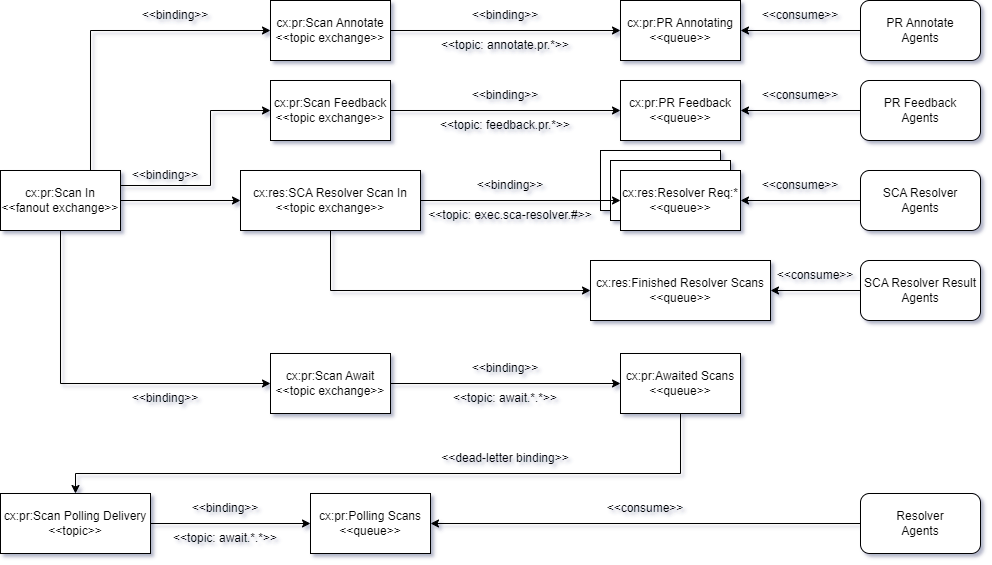 <<binding>>
cx:pr:Scan Annotate
<<topic exchange>>
<<binding>>
<<topic: annotate.pr.*>>
cx:pr:PR Annotating
<<queue>>
<<consume>>
PR Annotate
Agents
cx:pr:Scan Feedback
<<topic exchange>>
<<binding>>
<<topic: feedback.pr.*>>
cx:pr:PR Feedback
<<queue>>
<<consume>>
PR Feedback
Agents
cx:pr:Scan In
<<fanout exchange>>
<<binding>>
cx:res:SCA Resolver Scan In
<<topic exchange>>
<<binding>>
<<topic: exec.sca-resolver.#>>
cx:res:Resolver Req:*
<<queue>>
<<consume>>
SCA Resolver
Agents
cx:res:Finished Resolver Scans
<<queue>>
<<consume>>
SCA Resolver Result
Agents
<<binding>>
cx:pr:Scan Await
<<topic exchange>>
<<binding>>
<<topic: await.*.*>>
cx:pr:Awaited Scans
<<queue>>
<<dead-letter binding>>
cx:pr:Scan Polling Delivery
<<topic>>
<<binding>>
<<topic: await.*.*>>
cx:pr:Polling Scans
<<queue>>
<<consume>>
Resolver
Agents